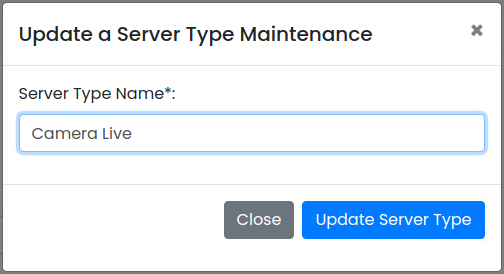 Update a Server Type Maintenance
Server Type Name*:
Camera Live
Close
Update Server Type